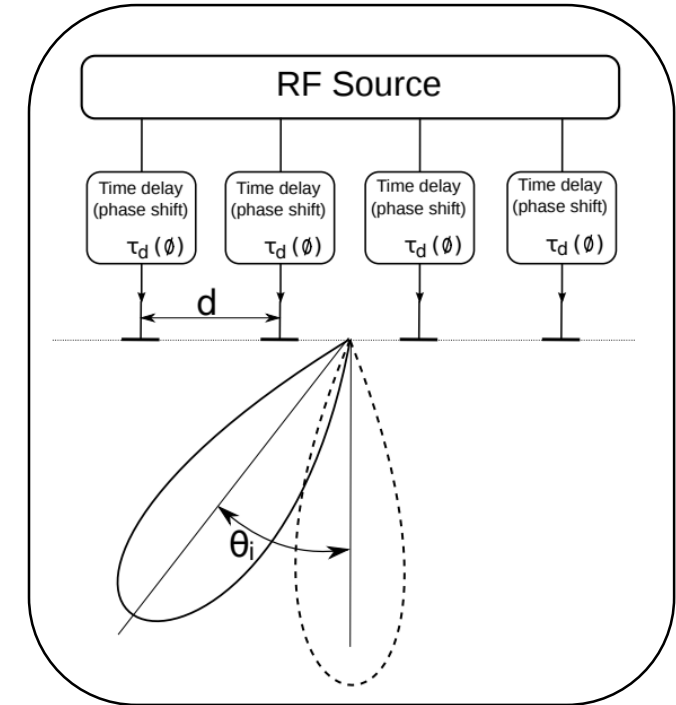 RF Source
Time delay
(phase shift)
τd (ø)
Time delay
(phase shift)
τd (ø)
Time delay
(phase shift)
τd (ø)
Time delay
(phase shift)
τd (ø)
d
θi